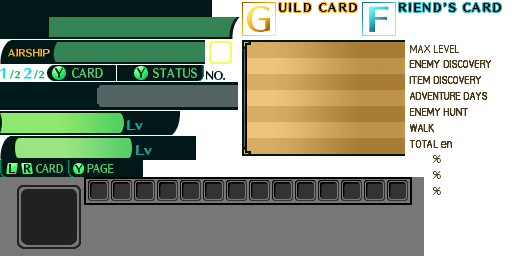 GUILD CARD
FRIEND'S CARD
AIRSHIP
1/2 2/2 Y CARD Y STATUS NO.
Lv
Lv
L R CARD Y PAGE
MAX LEVEL
ENEMY DISCOVERY
ITEM DISCOVERY
ADVENTURE DAYS
ENEMY HUNT
WALK
TOTAL en
%
%
%